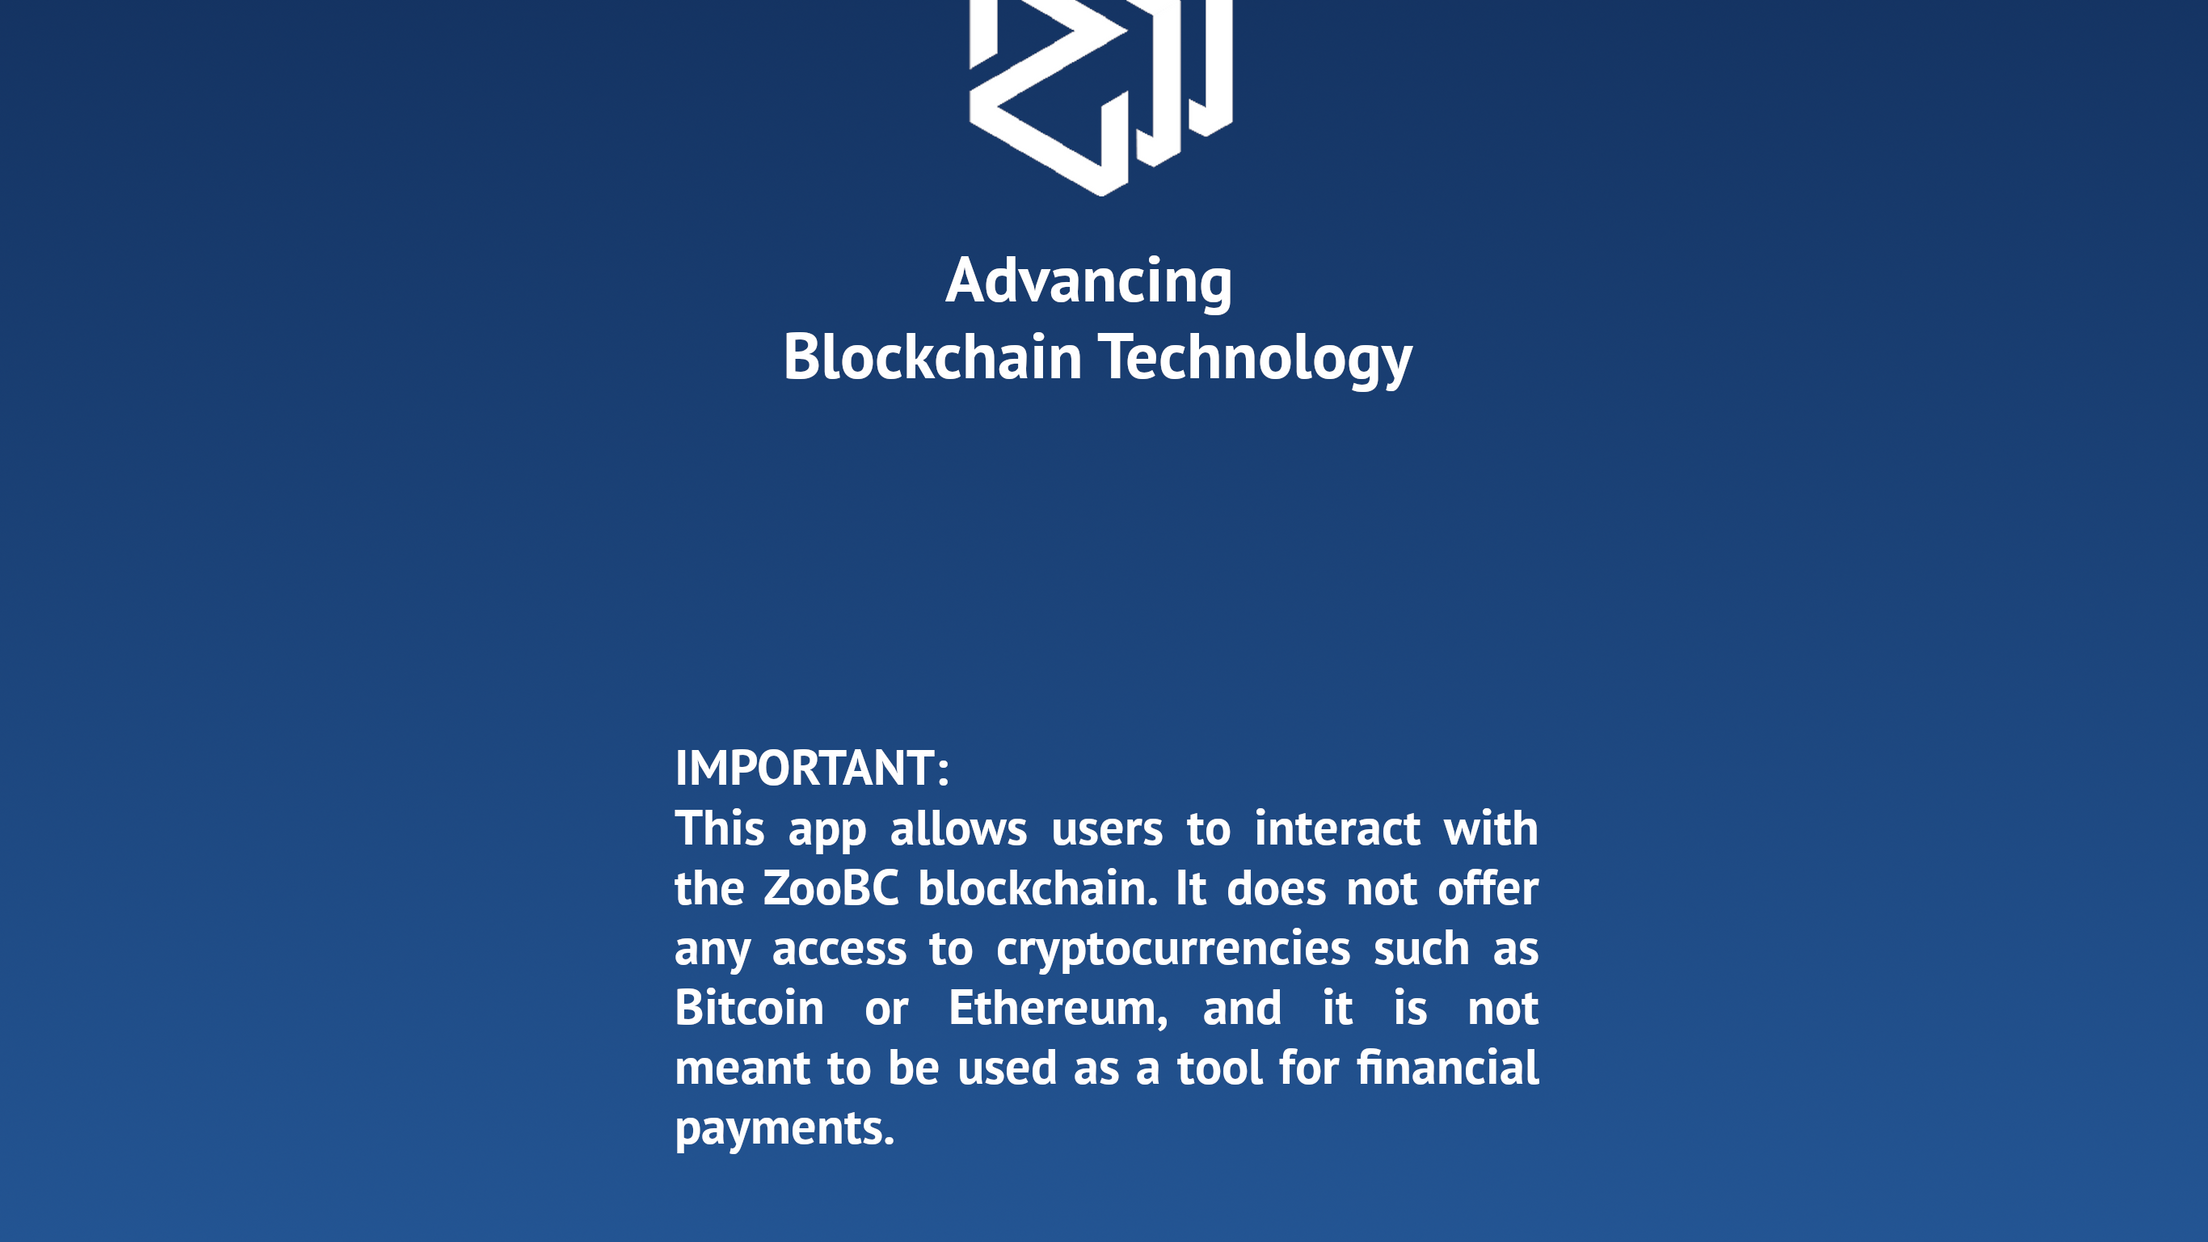 Advancing
Blockchain Technology
IMPORTANT:
This app allows users to interact with
the ZooBC blockchain. It does not offer
any access to cryptocurrencies such as
Bitcoin or Ethereum, and it is not
meant to be used as a tool for financial
payments.